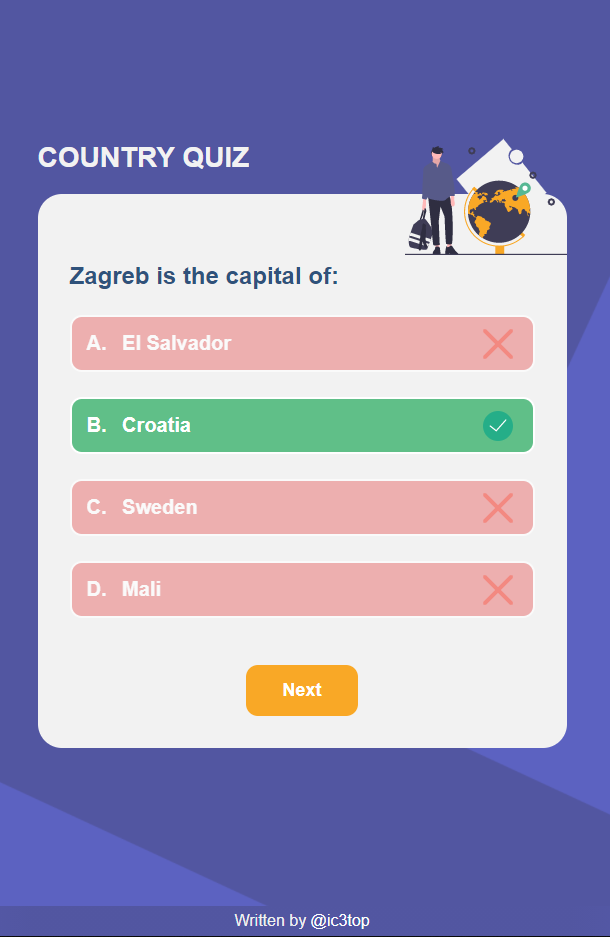 COUNTRY QUIZ
Zagreb is the capital of:
A. El Salvador
B. Croatia
C. Sweden
D. Mali
Next
Written by @ic3top